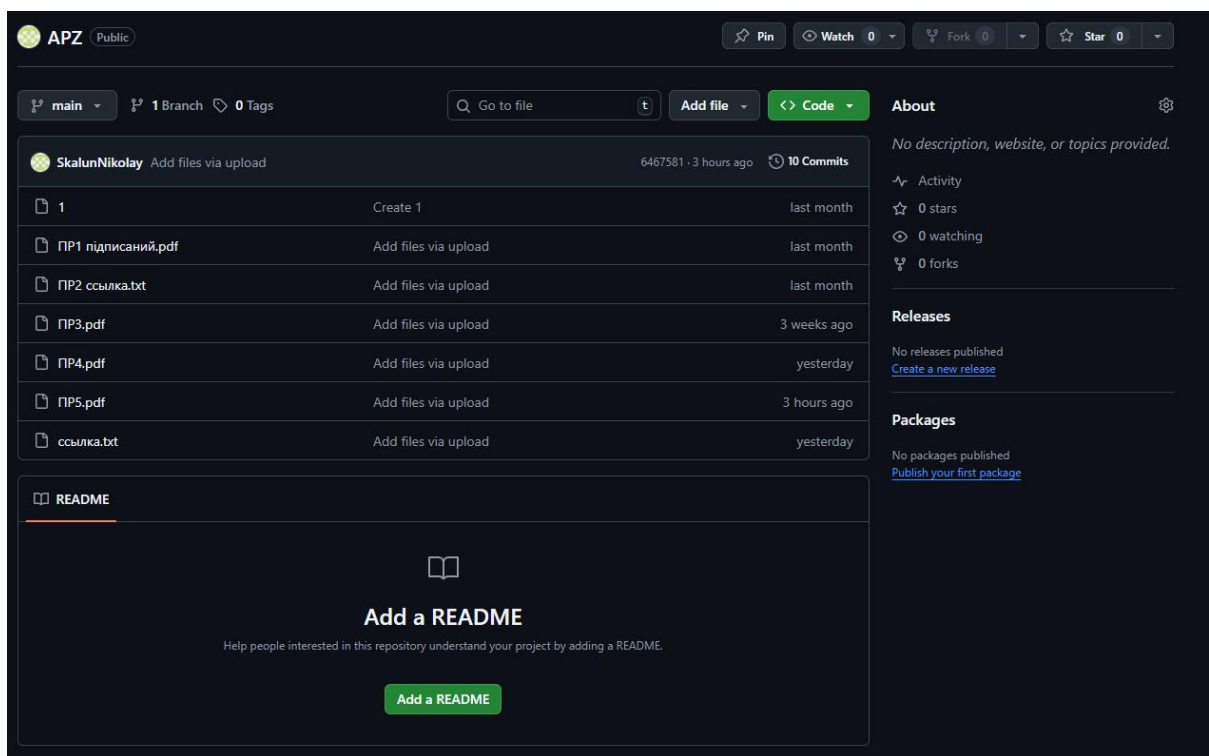 APZ Public Pin Watch 0 Fork 0 Star 0
main 1 Branch 0 Tags Go to file t Add file <> Code
SkalunNikolay Add files via upload 6467581 · 3 hours ago 10 Commits
1 Create 1 last month
ПР1 підписаний.pdf Add files via upload last month
ПР2 ссылка.txt Add files via upload last month
ПР3.pdf Add files via upload 3 weeks ago
ПР4.pdf Add files via upload yesterday
ПР5.pdf Add files via upload 3 hours ago
ссылка.txt Add files via upload yesterday
README
Add a README
Help people interested in this repository understand your project by adding a README.
Add a README
About
No description, website, or topics provided.
Activity
0 stars
0 watching
0 forks
Releases
No releases published
Create a new release
Packages
No packages published
Publish your first package